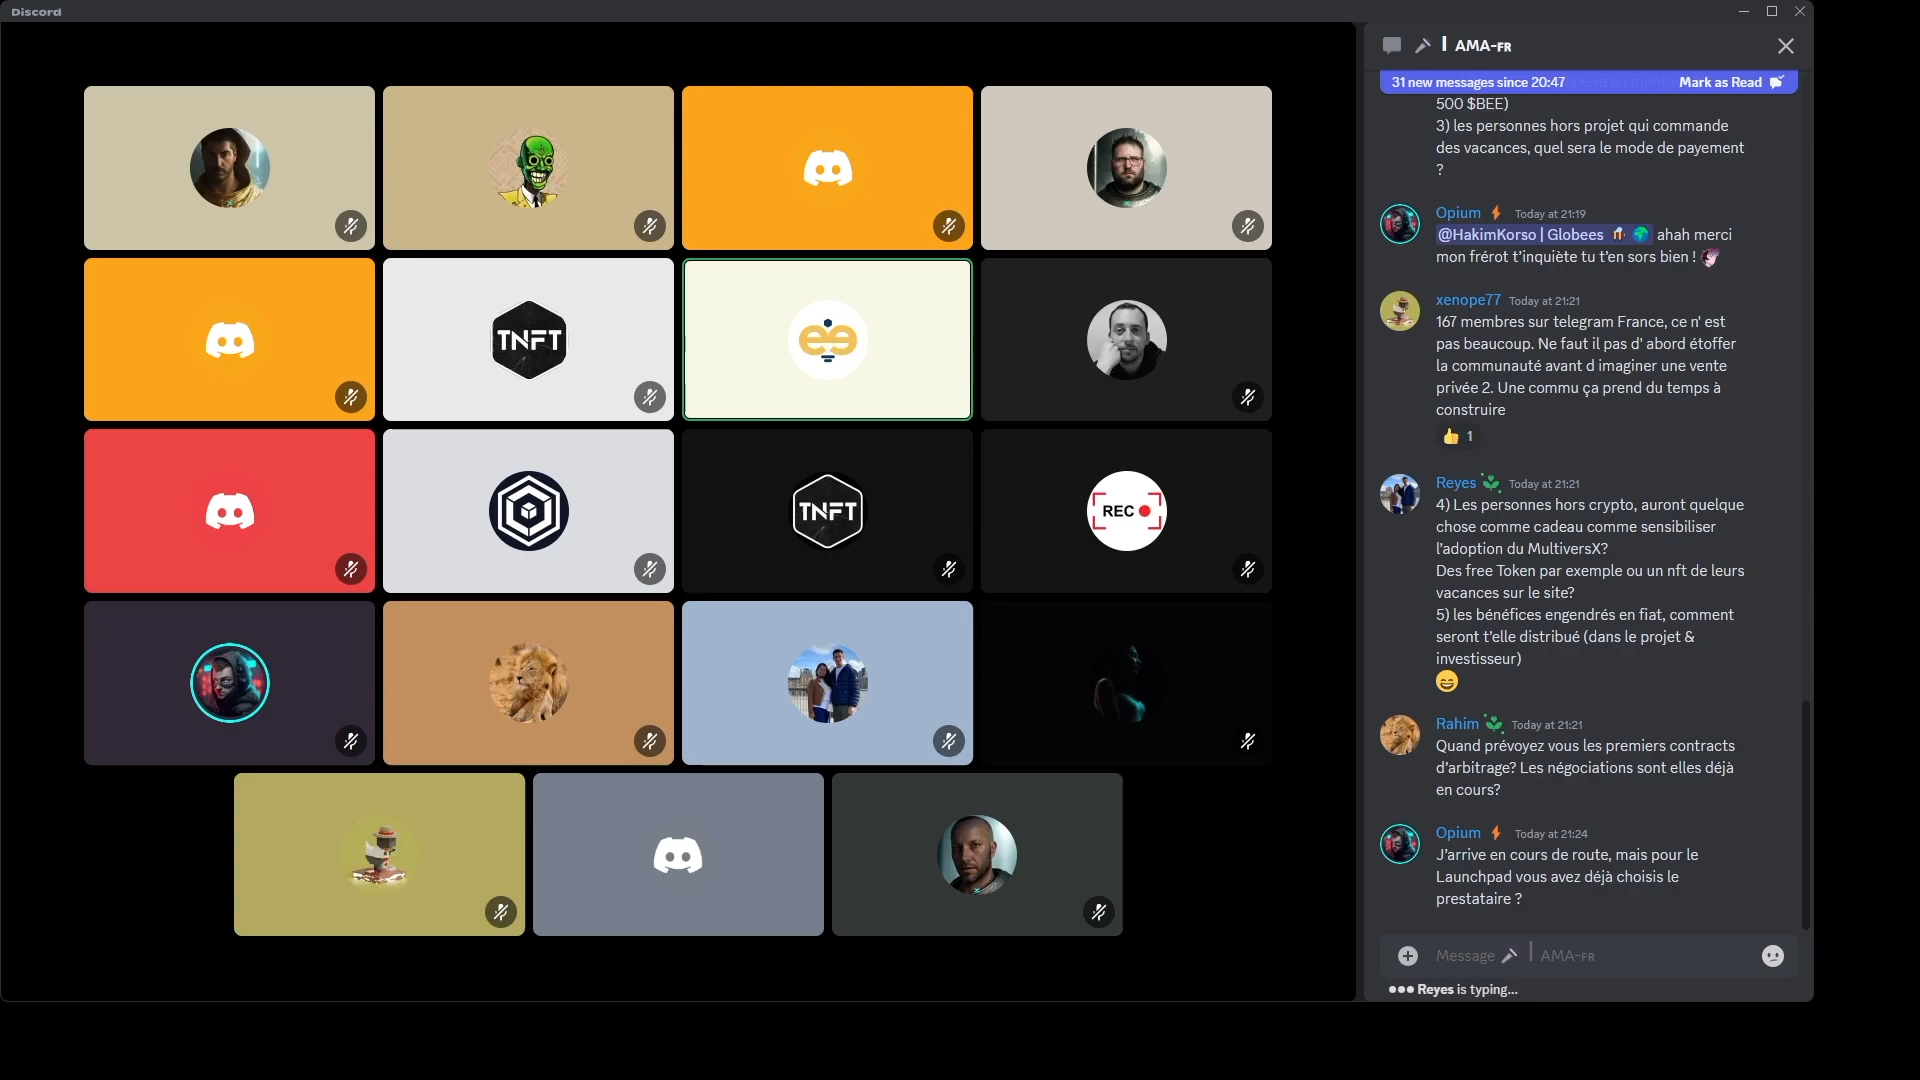 Discord
AMA-FR
31 new messages since 20:47
Mark as Read
500 $BEE)
3) les personnes hors projet qui commande
des vacances, quel sera le mode de payement
?
Opium Today at 21:19
@HakimKorso | Globees ahah merci
mon frérot t’inquiète tu t’en sors bien !
xenope77 Today at 21:21
167 membres sur telegram France, ce n' est
pas beaucoup. Ne faut il pas d' abord étoffer
la communauté avant d imaginer une vente
privée 2. Une commu ça prend du temps à
construire
👍 1
Reyes Today at 21:21
4) Les personnes hors crypto, auront quelque
chose comme cadeau comme sensibiliser
l’adoption du MultiversX?
Des free Token par exemple ou un nft de leurs
vacances sur le site?
5) les bénéfices engendrés en fiat, comment
seront t’elle distribué (dans le projet &
investisseur)
😄
Rahim Today at 21:21
Quand prévoyez vous les premiers contracts
d’arbitrage? Les négociations sont elles déjà
en cours?
Opium Today at 21:24
J’arrive en cours de route, mais pour le
Launchpad vous avez déjà choisis le
prestataire ?
Message AMA-FR
Reyes is typing...
TNFT
TNFT
REC